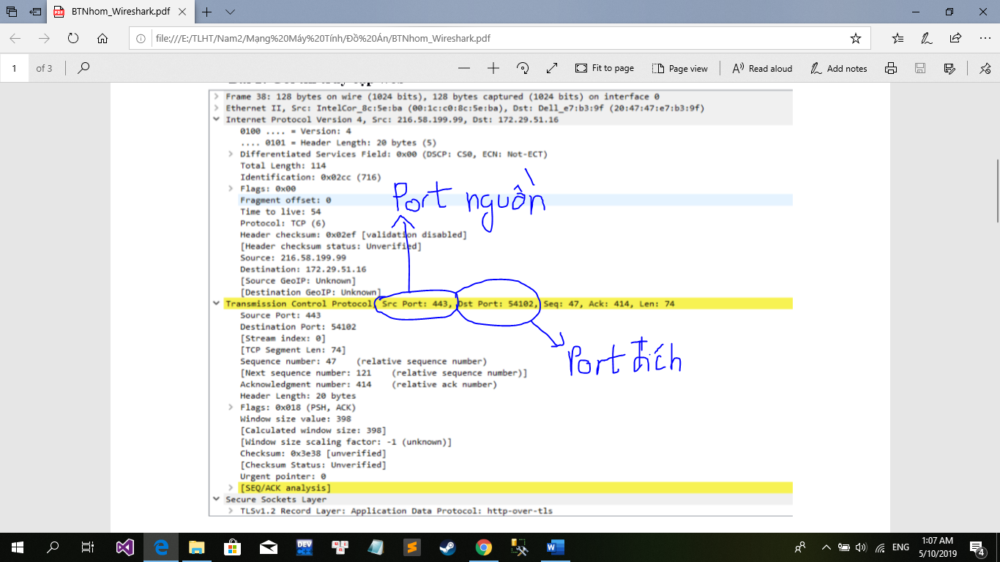 BTNhom_Wireshark.pdf
file:///E:/TLHT/Nam2/Mạng%20Máy%20Tính/Đồ%20Án/BTNhom_Wireshark.pdf
1 of 3 Fit to page Page view Read aloud Add notes
Frame 38: 128 bytes on wire (1024 bits), 128 bytes captured (1024 bits) on interface 0
Ethernet II, Src: IntelCor_8c:5e:ba (00:1c:c0:8c:5e:ba), Dst: Dell_e7:b3:9f (20:47:47:e7:b3:9f)
Internet Protocol Version 4, Src: 216.58.199.99, Dst: 172.29.51.16
0100 .... = Version: 4
.... 0101 = Header Length: 20 bytes (5)
Differentiated Services Field: 0x00 (DSCP: CS0, ECN: Not-ECT)
Total Length: 114
Identification: 0x02cc (716)
Flags: 0x00
Port nguồn
Fragment offset: 0
Time to live: 54
Protocol: TCP (6)
Header checksum: 0x02ef [validation disabled]
[Header checksum status: Unverified]
Source: 216.58.199.99
Destination: 172.29.51.16
[Source GeoIP: Unknown]
[Destination GeoIP: Unknown]
Transmission Control Protocol, Src Port: 443, Dst Port: 54102, Seq: 47, Ack: 414, Len: 74
Source Port: 443
Destination Port: 54102
[Stream index: 0]
[TCP Segment Len: 74]
Port đích
Sequence number: 47 (relative sequence number)
[Next sequence number: 121 (relative sequence number)]
Acknowledgment number: 414 (relative ack number)
Header Length: 20 bytes
Flags: 0x018 (PSH, ACK)
Window size value: 398
[Calculated window size: 398]
[Window size scaling factor: -1 (unknown)]
Checksum: 0x3e38 [unverified]
[Checksum Status: Unverified]
Urgent pointer: 0
[SEQ/ACK analysis]
Secure Sockets Layer
TLSv1.2 Record Layer: Application Data Protocol: http-over-tls
ENG
1:07 AM
5/10/2019
4